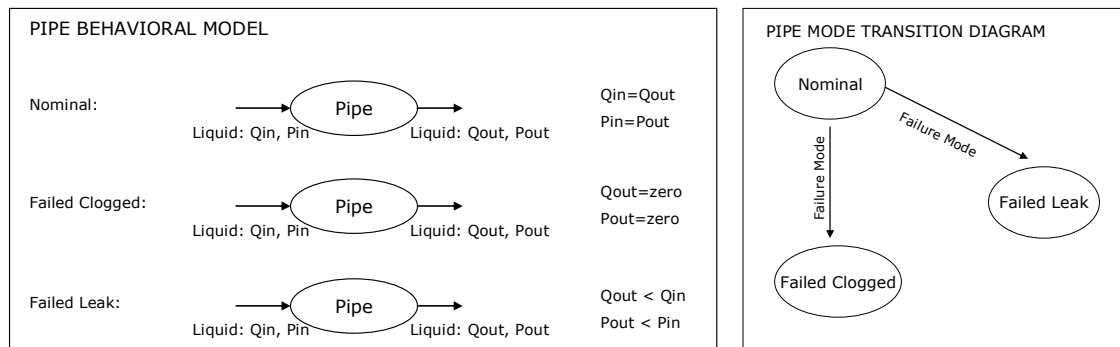 PIPE BEHAVIORAL MODEL
Nominal:
Pipe
Liquid: Qin, Pin
Liquid: Qout, Pout
Qin=Qout
Pin=Pout
Failed Clogged:
Pipe
Liquid: Qin, Pin
Liquid: Qout, Pout
Qout=zero
Pout=zero
Failed Leak:
Pipe
Liquid: Qin, Pin
Liquid: Qout, Pout
Qout < Qin
Pout < Pin
PIPE MODE TRANSITION DIAGRAM
Nominal
Failure Mode
Failure Mode
Failed Leak
Failed Clogged